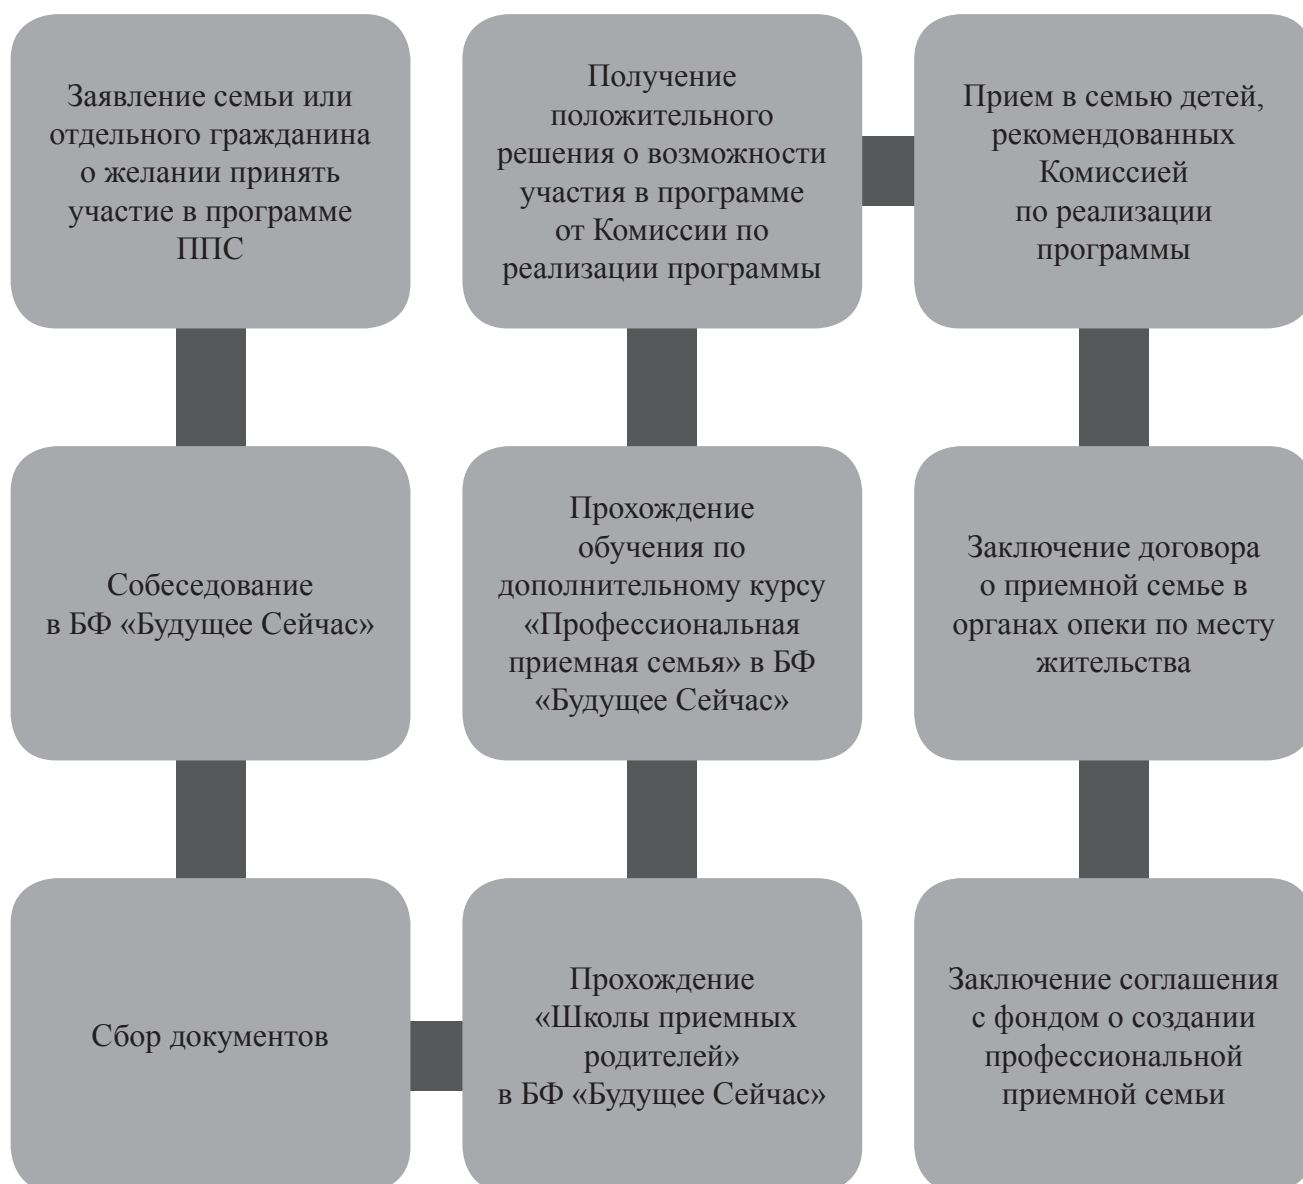 Заявление семьи или
отдельного гражданина
о желании принять
участие в программе
ППС
Собеседование
в БФ «Будущее Сейчас»
Сбор документов
Прохождение
«Школы приемных
родителей»
в БФ «Будущее Сейчас»
Прохождение
обучения по
дополнительному курсу
«Профессиональная
приемная семья» в БФ
«Будущее Сейчас»
Получение
положительного
решения о возможности
участия в программе
от Комиссии по
реализации программы
Прием в семью детей,
рекомендованных
Комиссией
по реализации
программы
Заключение договора
о приемной семье в
органах опеки по месту
жительства
Заключение соглашения
с фондом о создании
профессиональной
приемной семьи